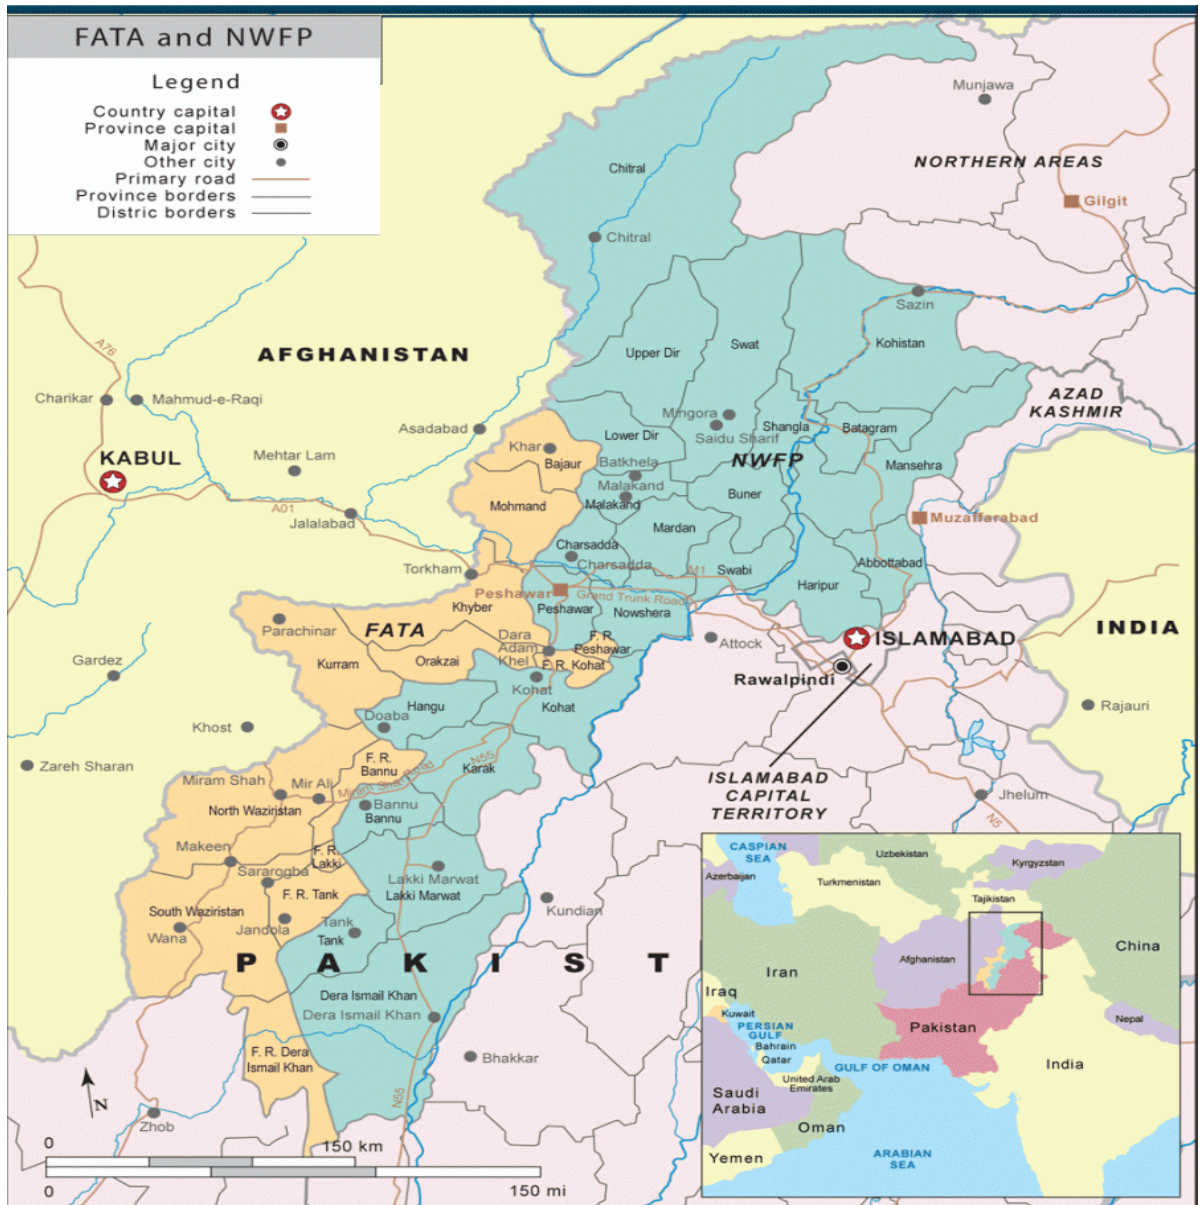 FATA and NWFP
Legend
Country capital
Province capital
Major city
Other city
Primary road
Province borders
Distric borders
Munjawa
NORTHERN AREAS
Gilgit
Chitral
Chitral
Sazin
A76
AFGHANISTAN
Upper Dir
Swat
Kohistan
Charikar
Mahmud-e-Raqi
AZAD
KASHMIR
Asadabad
Mingora
Saidu Sharif
Shangla
Batagram
Lower Dir
Khar
Bajaur
KABUL
Mehtar Lam
Batkhela
NWFP
Mansehra
Malakand
Malakand
Buner
Mohmand
A01
Jalalabad
Mardan
Muzaffarabad
Charsadda
Charsadda
Torkham
M1
Swabi
Haripur
Abbottabad
Peshawar
Peshawar
Grand Trunk Road
Nowshera
Khyber
Parachinar
FATA
Dara
Adam
Khel
F. R.
Peshawar
Attock
ISLAMABAD
INDIA
Kurram
Orakzai
F. R. Kohat
Gardez
Kohat
Rawalpindi
Kohat
Hangu
Doaba
Rajauri
Khost
Zareh Sharan
F. R.
Bannu
N55
Karak
Miram Shah
Mir Ali
Miram Shah Road
North Waziristan
Bannu
Bannu
ISLAMABAD
CAPITAL
TERRITORY
Jhelum
N5
Makeen
F. R.
Lakki
Sararogha
Lakki Marwat
Lakki Marwat
F. R. Tank
South Waziristan
Wana
Jandola
Tank
Tank
Kundian
P A K I S T
Dera Ismail Khan
Dera Ismail Khan
F. R. Dera
Ismail Khan
Bhakkar
N55
Zhob
N
0
150 km
0
150 mi
CASPIAN
SEA
Azerbaijan
Uzbekistan
Kyrgyzstan
Turkmenistan
Tajikistan
China
Afghanistan
Iran
Iraq
Kuwait
PERSIAN
GULF
Bahrain
Qatar
Pakistan
Nepal
GULF OF OMAN
India
United Arab
Emirates
Saudi
Arabia
Oman
Yemen
ARABIAN
SEA